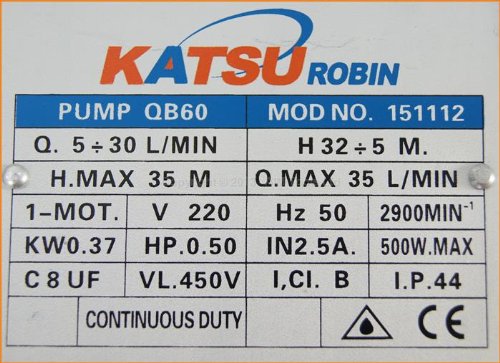 KATSU ROBIN
PUMP QB60 MOD NO. 151112
Q. 5÷30 L/MIN H 32÷5 M.
H.MAX 35 M Q.MAX 35 L/MIN
1-MOT. V 220 Hz 50 2900MIN⁻¹
KW0.37 HP.0.50 IN2.5A. 500W.MAX
C 8 UF VL.450V I,Cl. B I.P.44
CONTINUOUS DUTY CE